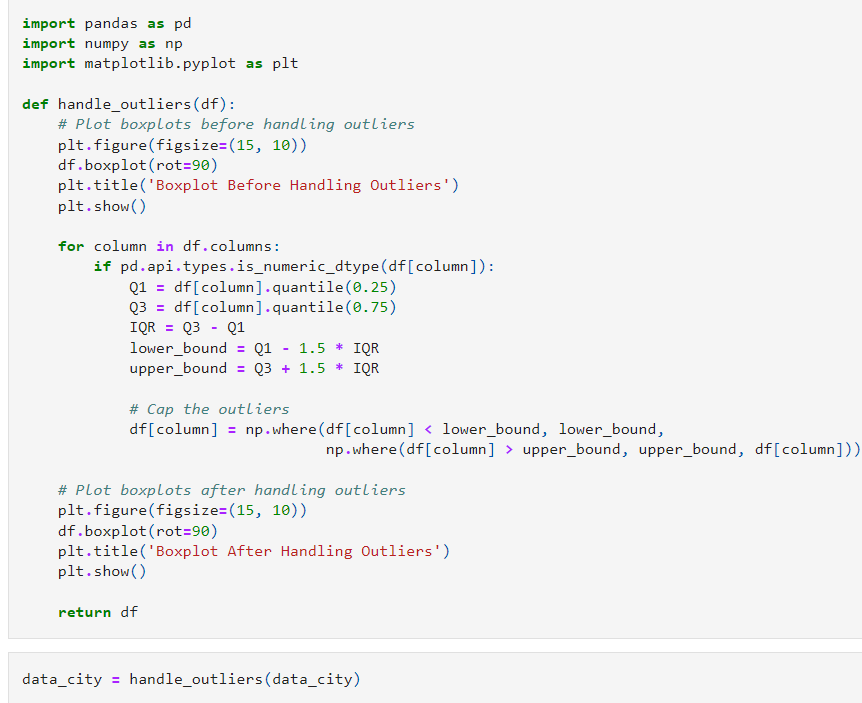 import pandas as pd
import numpy as np
import matplotlib.pyplot as plt

def handle_outliers(df):
    # Plot boxplots before handling outliers
    plt.figure(figsize=(15, 10))
    df.boxplot(rot=90)
    plt.title('Boxplot Before Handling Outliers')
    plt.show()

    for column in df.columns:
        if pd.api.types.is_numeric_dtype(df[column]):
            Q1 = df[column].quantile(0.25)
            Q3 = df[column].quantile(0.75)
            IQR = Q3 - Q1
            lower_bound = Q1 - 1.5 * IQR
            upper_bound = Q3 + 1.5 * IQR

            # Cap the outliers
            df[column] = np.where(df[column] < lower_bound, lower_bound,
                                  np.where(df[column] > upper_bound, upper_bound, df[column]))

    # Plot boxplots after handling outliers
    plt.figure(figsize=(15, 10))
    df.boxplot(rot=90)
    plt.title('Boxplot After Handling Outliers')
    plt.show()

    return df

data_city = handle_outliers(data_city)